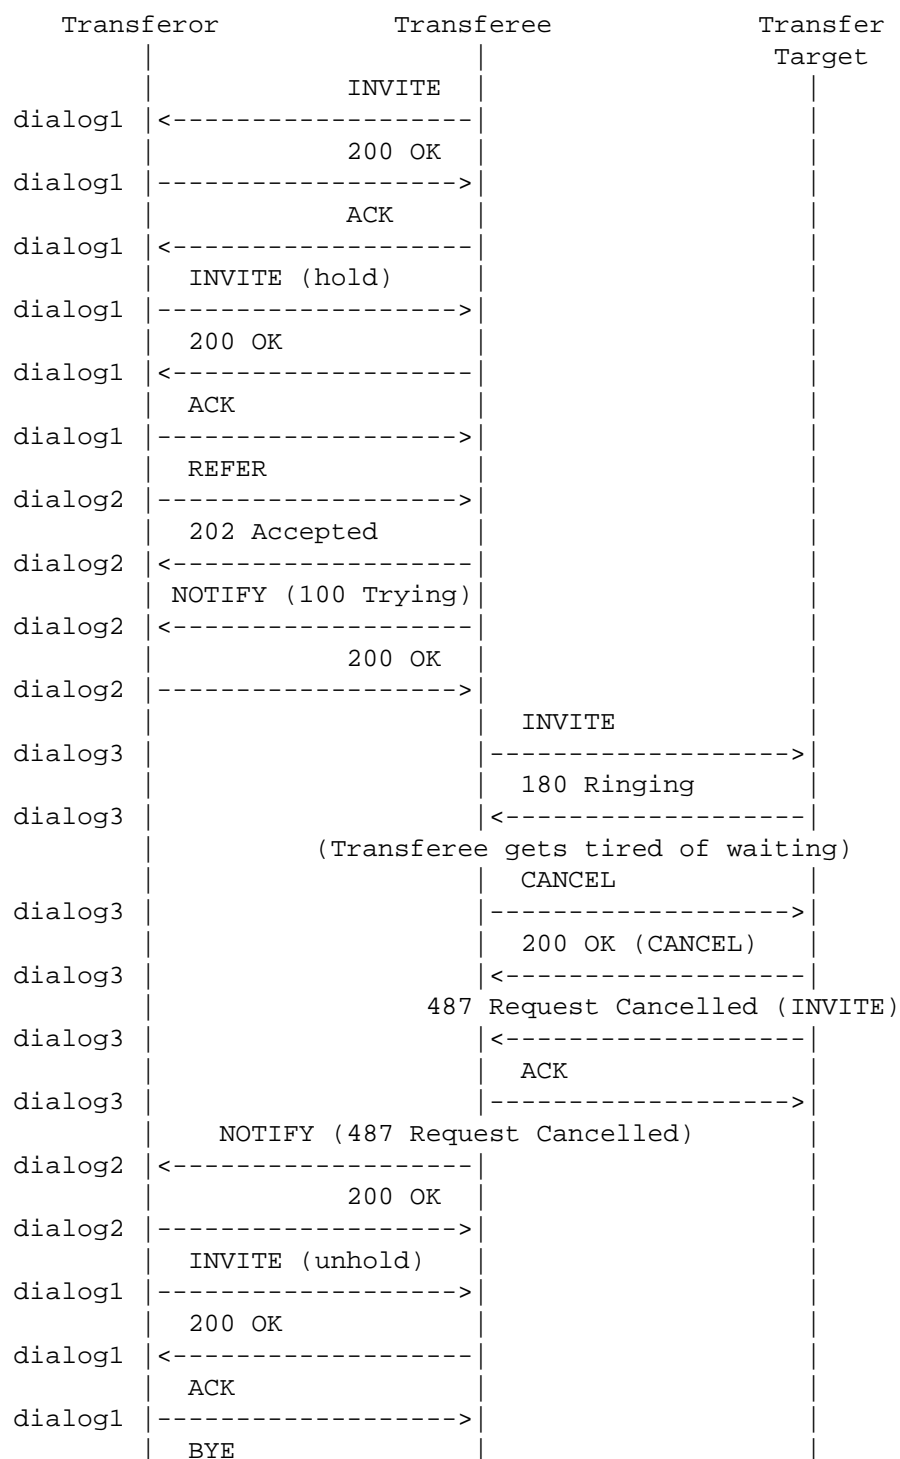 Transferor           Transferee             Transfer
         |                    |                   Target
         |            INVITE  |                    |
dialog1  |<-------------------|                    |
         |            200 OK  |                    |
dialog1  |------------------->|                    |
         |            ACK     |                    |
dialog1  |<-------------------|                    |
         |  INVITE (hold)     |                    |
dialog1  |------------------->|                    |
         |  200 OK            |                    |
dialog1  |<-------------------|                    |
         |  ACK               |                    |
dialog1  |------------------->|                    |
         |  REFER             |                    |
dialog2  |------------------->|                    |
         |  202 Accepted      |                    |
dialog2  |<-------------------|                    |
         | NOTIFY (100 Trying)|                    |
dialog2  |<-------------------|                    |
         |            200 OK  |                    |
dialog2  |------------------->|                    |
         |                    |  INVITE            |
dialog3  |                    |------------------->|
         |                    |  180 Ringing       |
dialog3  |                    |<-------------------|
         |          (Transferee gets tired of waiting)
         |                    |  CANCEL            |
dialog3  |                    |------------------->|
         |                    |  200 OK (CANCEL)   |
dialog3  |                    |<-------------------|
         |                 487 Request Cancelled (INVITE)
dialog3  |                    |<-------------------|
         |                    |  ACK               |
dialog3  |                    |------------------->|
         |    NOTIFY (487 Request Cancelled)       |
dialog2  |<-------------------|                    |
         |            200 OK  |                    |
dialog2  |------------------->|                    |
         |  INVITE (unhold)   |                    |
dialog1  |------------------->|                    |
         |  200 OK            |                    |
dialog1  |<-------------------|                    |
         |  ACK               |                    |
dialog1  |------------------->|                    |
         |  BYE               |                    |